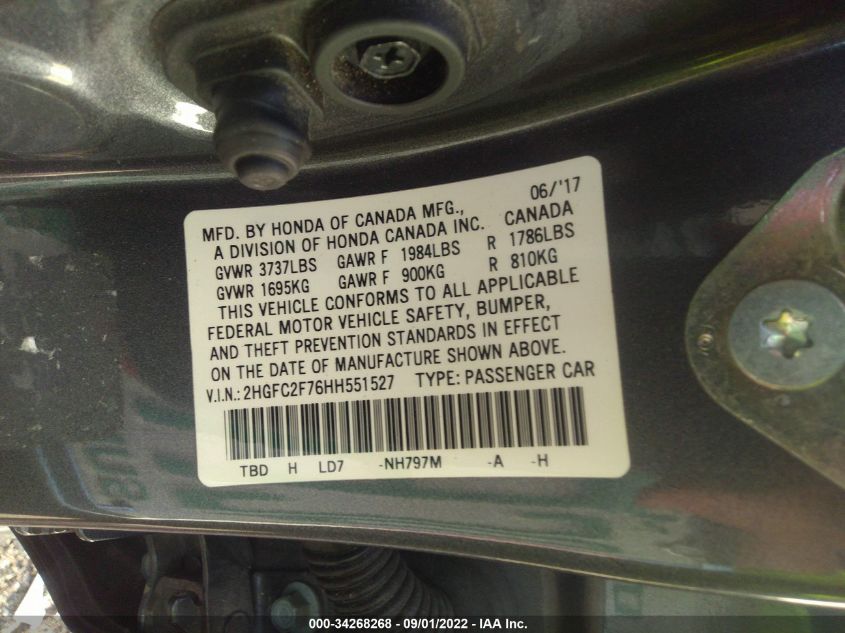 06/'17
MFD. BY HONDA OF CANADA MFG.,
A DIVISION OF HONDA CANADA INC. CANADA
GVWR 3737LBS GAWR F 1984LBS R 1786LBS
GVWR 1695KG GAWR F 900KG R 810KG
THIS VEHICLE CONFORMS TO ALL APPLICABLE
FEDERAL MOTOR VEHICLE SAFETY, BUMPER,
AND THEFT PREVENTION STANDARDS IN EFFECT
ON THE DATE OF MANUFACTURE SHOWN ABOVE.
V.I.N.: 2HGFC2F76HH551527 TYPE: PASSENGER CAR
TBD H LD7 -NH797M -A -H
000-34268268 - 09/01/2022 - IAA Inc.